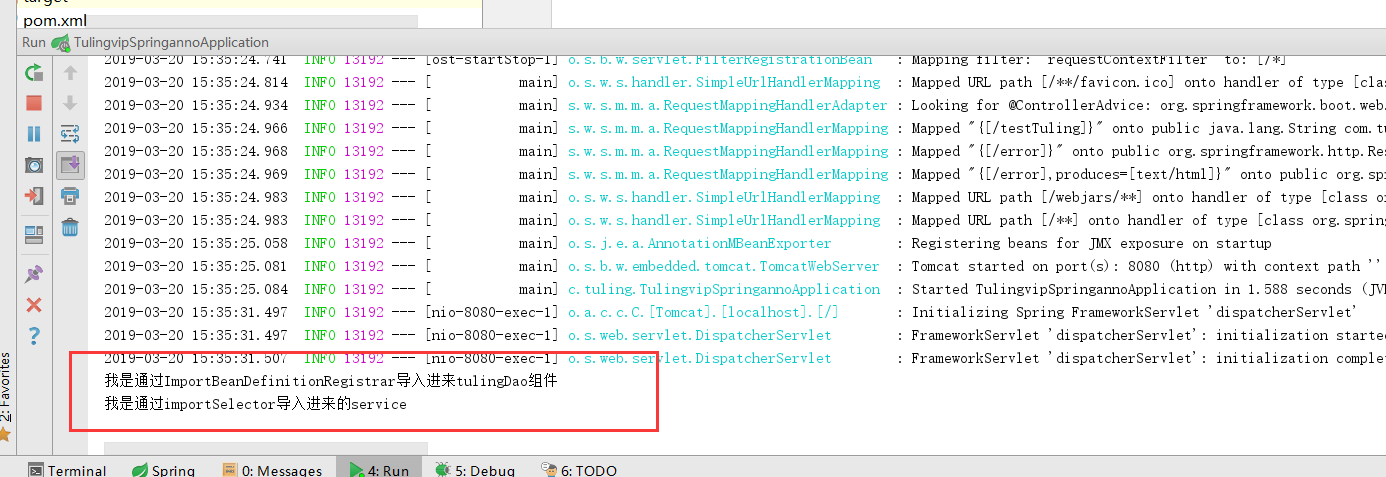 target
pom.xml
Run TulingvipSpringannoApplication
2019-03-20 15:35:24.741 INFO 13192 --- [ost-startStop-1] o.s.b.w.servlet.FilterRegistrationBean : Mapping filter: 'requestContextFilter' to: [/*]
2019-03-20 15:35:24.814 INFO 13192 --- [ main] o.s.w.s.handler.SimpleUrlHandlerMapping : Mapped URL path [/**/favicon.ico] onto handler of type [class
2019-03-20 15:35:24.934 INFO 13192 --- [ main] s.w.s.m.m.a.RequestMappingHandlerAdapter : Looking for @ControllerAdvice: org.springframework.boot.web.
2019-03-20 15:35:24.966 INFO 13192 --- [ main] s.w.s.m.m.a.RequestMappingHandlerMapping : Mapped "{[/testTuling]}" onto public java.lang.String com.tu
2019-03-20 15:35:24.968 INFO 13192 --- [ main] s.w.s.m.m.a.RequestMappingHandlerMapping : Mapped "{[/error]}" onto public org.springframework.http.Res
2019-03-20 15:35:24.969 INFO 13192 --- [ main] s.w.s.m.m.a.RequestMappingHandlerMapping : Mapped "{[/error],produces=[text/html]}" onto public org.spr
2019-03-20 15:35:24.983 INFO 13192 --- [ main] o.s.w.s.handler.SimpleUrlHandlerMapping : Mapped URL path [/webjars/**] onto handler of type [class or
2019-03-20 15:35:24.983 INFO 13192 --- [ main] o.s.w.s.handler.SimpleUrlHandlerMapping : Mapped URL path [/**] onto handler of type [class org.spring
2019-03-20 15:35:25.058 INFO 13192 --- [ main] o.s.j.e.a.AnnotationMBeanExporter : Registering beans for JMX exposure on startup
2019-03-20 15:35:25.081 INFO 13192 --- [ main] o.s.b.w.embedded.tomcat.TomcatWebServer : Tomcat started on port(s): 8080 (http) with context path ''
2019-03-20 15:35:25.084 INFO 13192 --- [ main] c.tuling.TulingvipSpringannoApplication : Started TulingvipSpringannoApplication in 1.588 seconds (JVM
2019-03-20 15:35:31.497 INFO 13192 --- [nio-8080-exec-1] o.a.c.c.C.[Tomcat].[localhost].[/] : Initializing Spring FrameworkServlet 'dispatcherServlet'
2019-03-20 15:35:31.497 INFO 13192 --- [nio-8080-exec-1] o.s.web.servlet.DispatcherServlet : FrameworkServlet 'dispatcherServlet': initialization started
2019-03-20 15:35:31.507 INFO 13192 --- [nio-8080-exec-1] o.s.web.servlet.DispatcherServlet : FrameworkServlet 'dispatcherServlet': initialization complet
我是通过ImportBeanDefinitionRegistrar导入进来tulingDao组件
我是通过importSelector导入进来的service
2: Favorites
Terminal Spring 0: Messages 4: Run 5: Debug 6: TODO